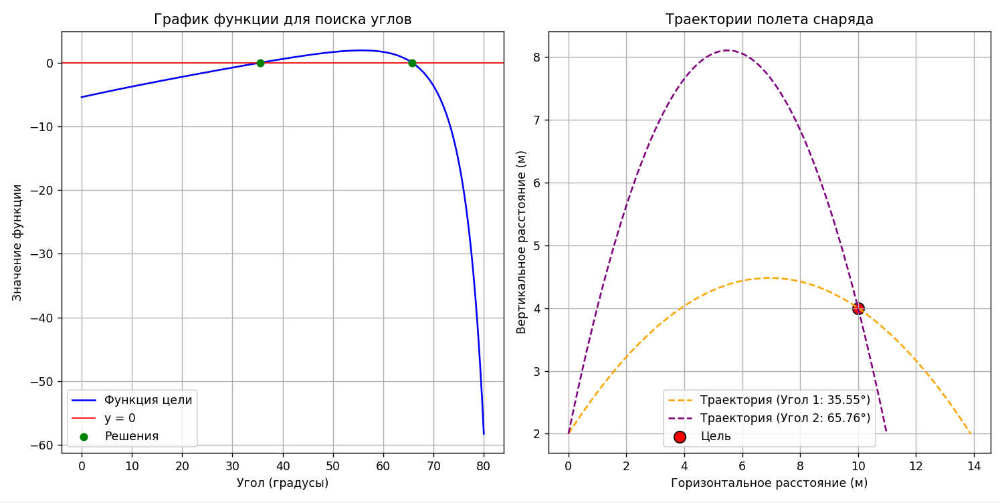 График функции для поиска углов
Значение функции
0
−10
−20
−30
−40
−50
−60
Функция цели
y = 0
Решения
0 10 20 30 40 50 60 70 80
Угол (градусы)
Траектории полета снаряда
Вертикальное расстояние (м)
8
7
6
5
4
3
2
Траектория (Угол 1: 35.55°)
Траектория (Угол 2: 65.76°)
Цель
0 2 4 6 8 10 12 14
Горизонтальное расстояние (м)